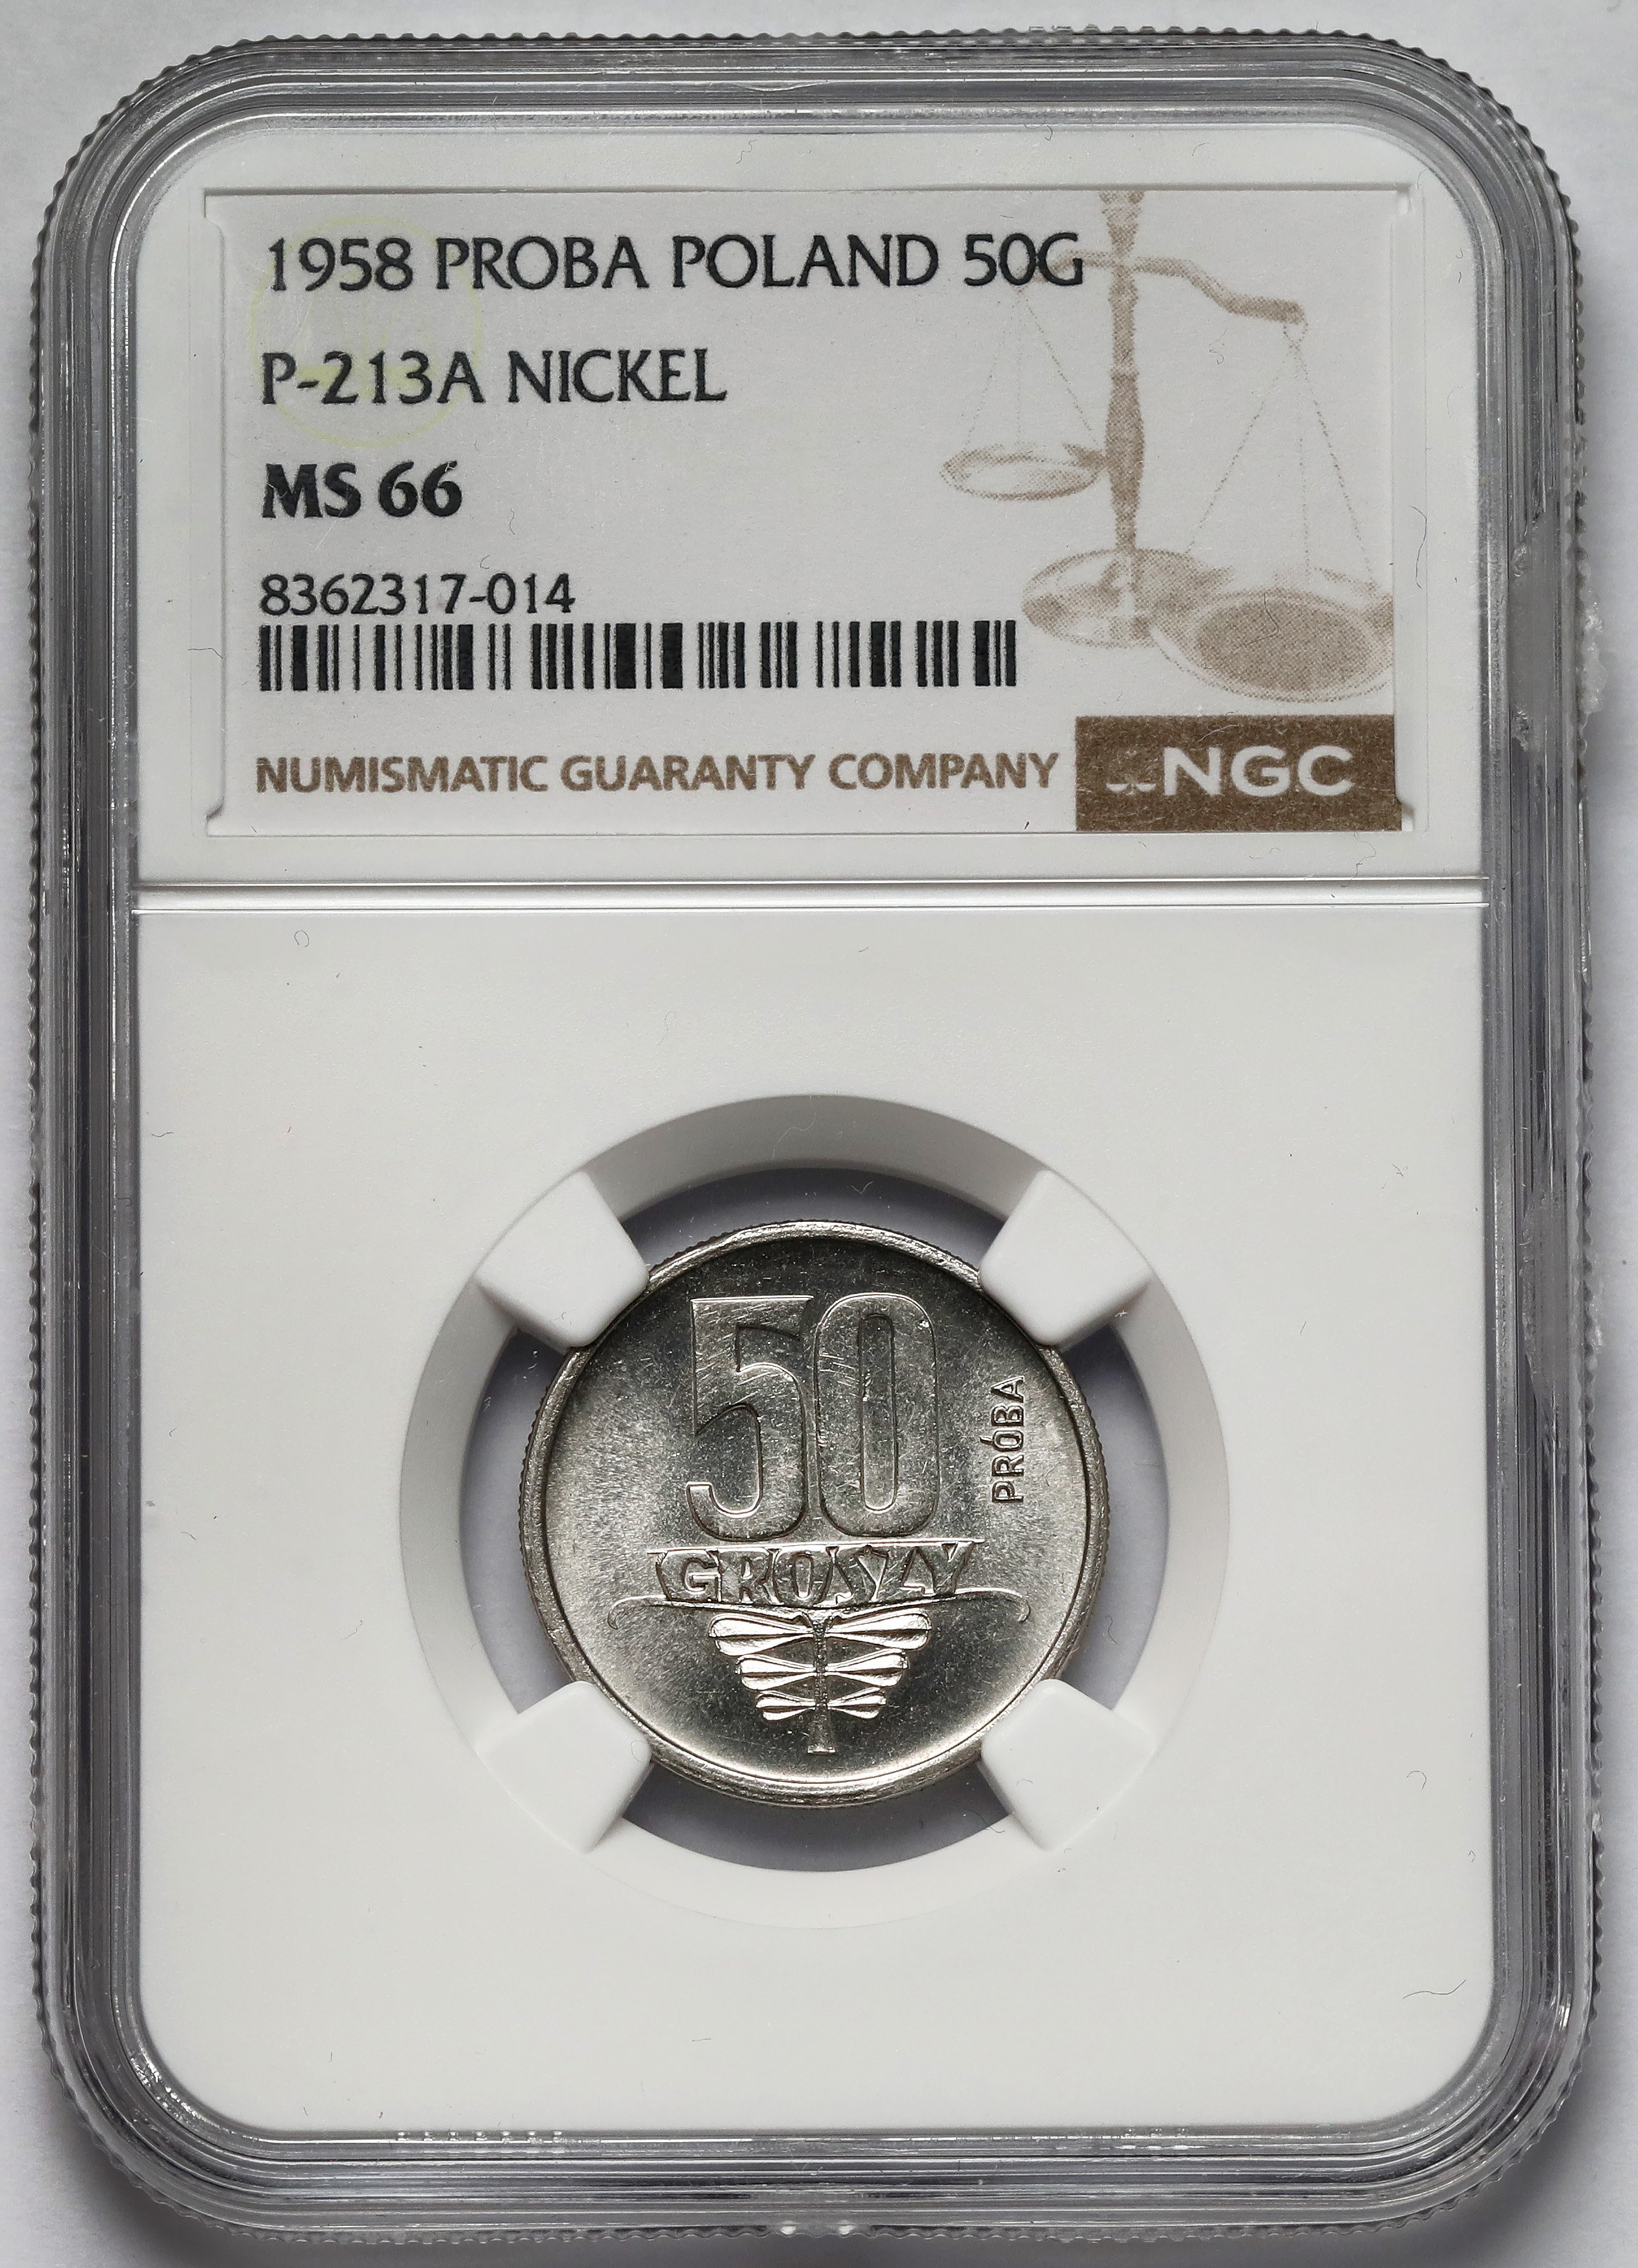 1958 PROBA POLAND 50G
P-213A NICKEL
MS 66
8362317-014
NUMISMATIC GUARANTY COMPANY NGC
50
PRÓBA
GROSZY